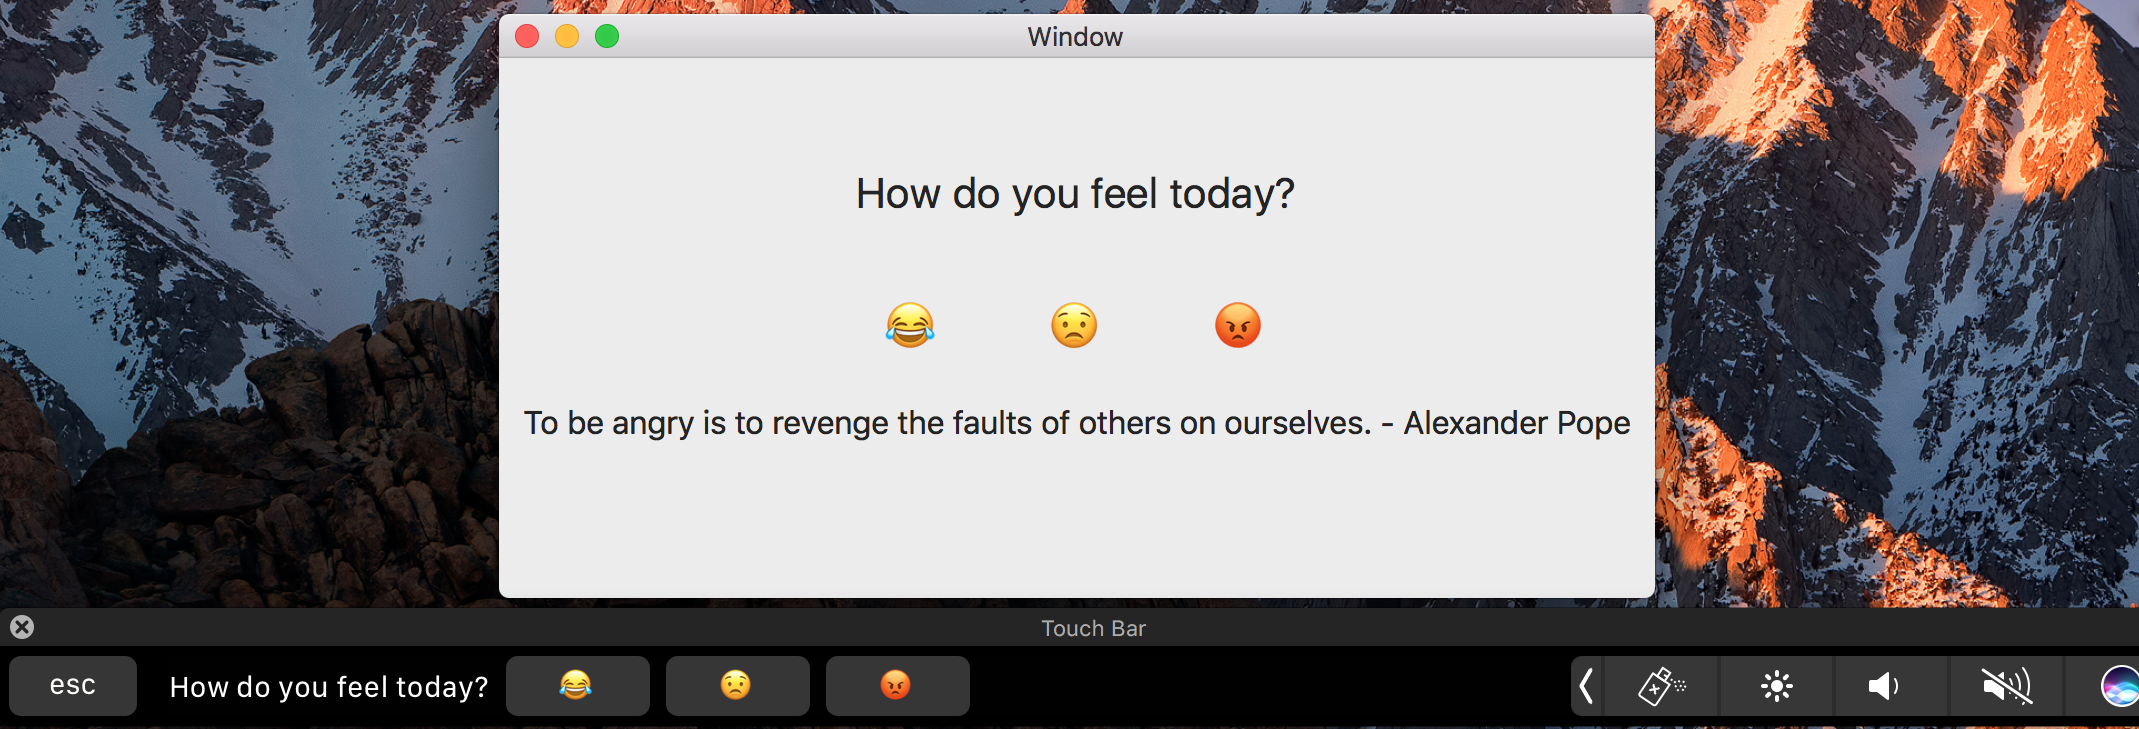 Window
How do you feel today?
😂 😟 😡
To be angry is to revenge the faults of others on ourselves. - Alexander Pope
Touch Bar
esc How do you feel today? 😂 😟 😡